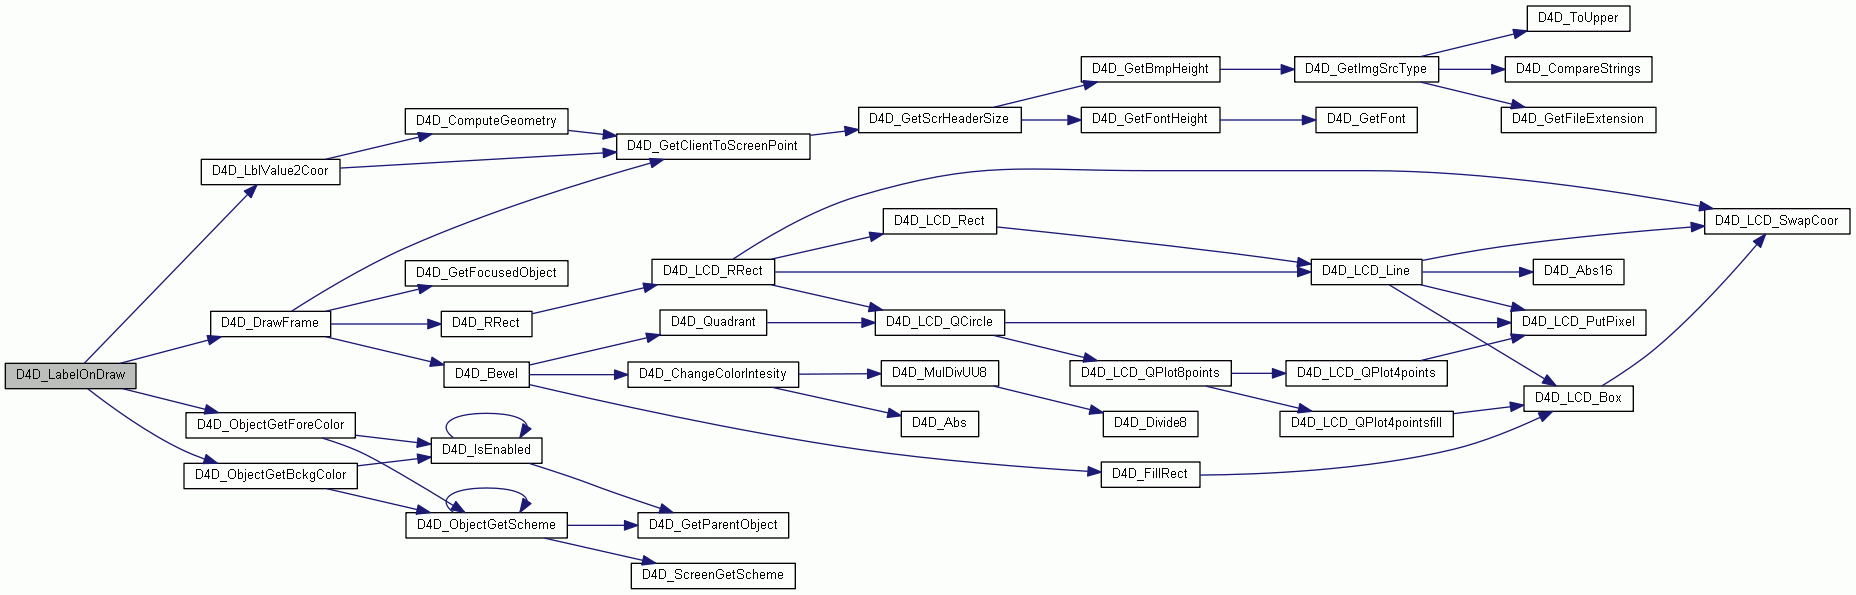 D4D_ToUpper
D4D_GetBmpHeight
D4D_GetImgSrcType
D4D_CompareStrings
D4D_ComputeGeometry
D4D_GetScrHeaderSize
D4D_GetFontHeight
D4D_GetFont
D4D_GetFileExtension
D4D_GetClientToScreenPoint
D4D_LblValue2Coor
D4D_LCD_Rect
D4D_LCD_SwapCoor
D4D_GetFocusedObject
D4D_LCD_RRect
D4D_LCD_Line
D4D_Abs16
D4D_DrawFrame
D4D_RRect
D4D_Quadrant
D4D_LCD_QCircle
D4D_LCD_PutPixel
D4D_LabelOnDraw
D4D_Bevel
D4D_ChangeColorIntesity
D4D_MulDivUU8
D4D_LCD_QPlot8points
D4D_LCD_QPlot4points
D4D_LCD_Box
D4D_ObjectGetForeColor
D4D_Abs
D4D_Divide8
D4D_LCD_QPlot4pointsfill
D4D_IsEnabled
D4D_ObjectGetBckgColor
D4D_FillRect
D4D_ObjectGetScheme
D4D_GetParentObject
D4D_ScreenGetScheme